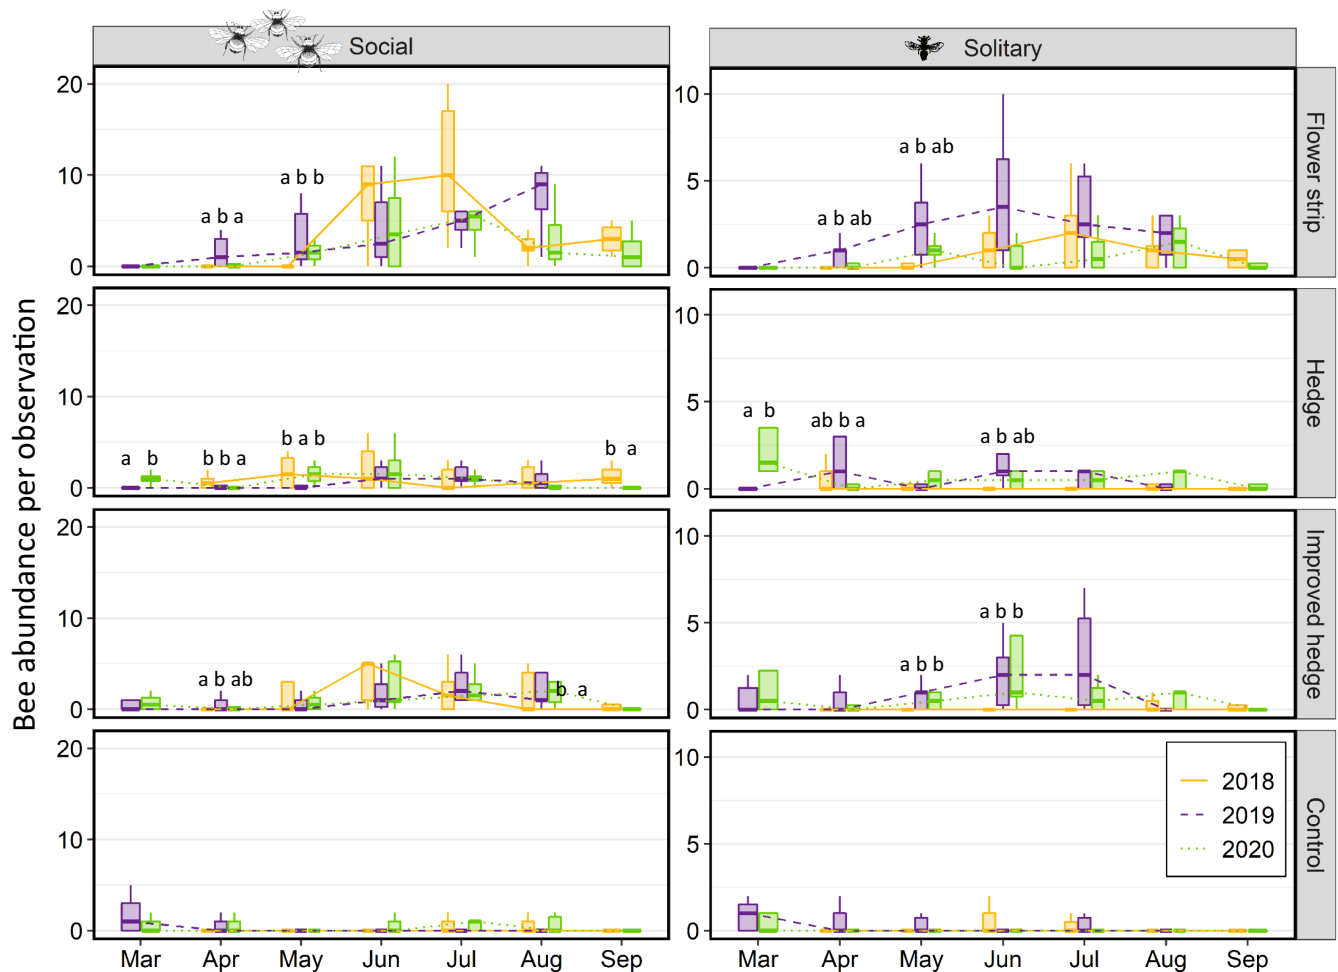 Social
Solitary
Bee abundance per observation
20
10
0
a b a
a b b
10
5
0
a b ab
a b ab
Flower strip
20
10
0
a b
b b a
b a b
b a
10
5
0
a b
ab b a
a b ab
Hedge
20
10
0
a b ab
b a
10
5
0
a b b
a b b
Improved hedge
20
10
0
10
5
0
2018
2019
2020
Control
Mar Apr May Jun Jul Aug Sep
Mar Apr May Jun Jul Aug Sep